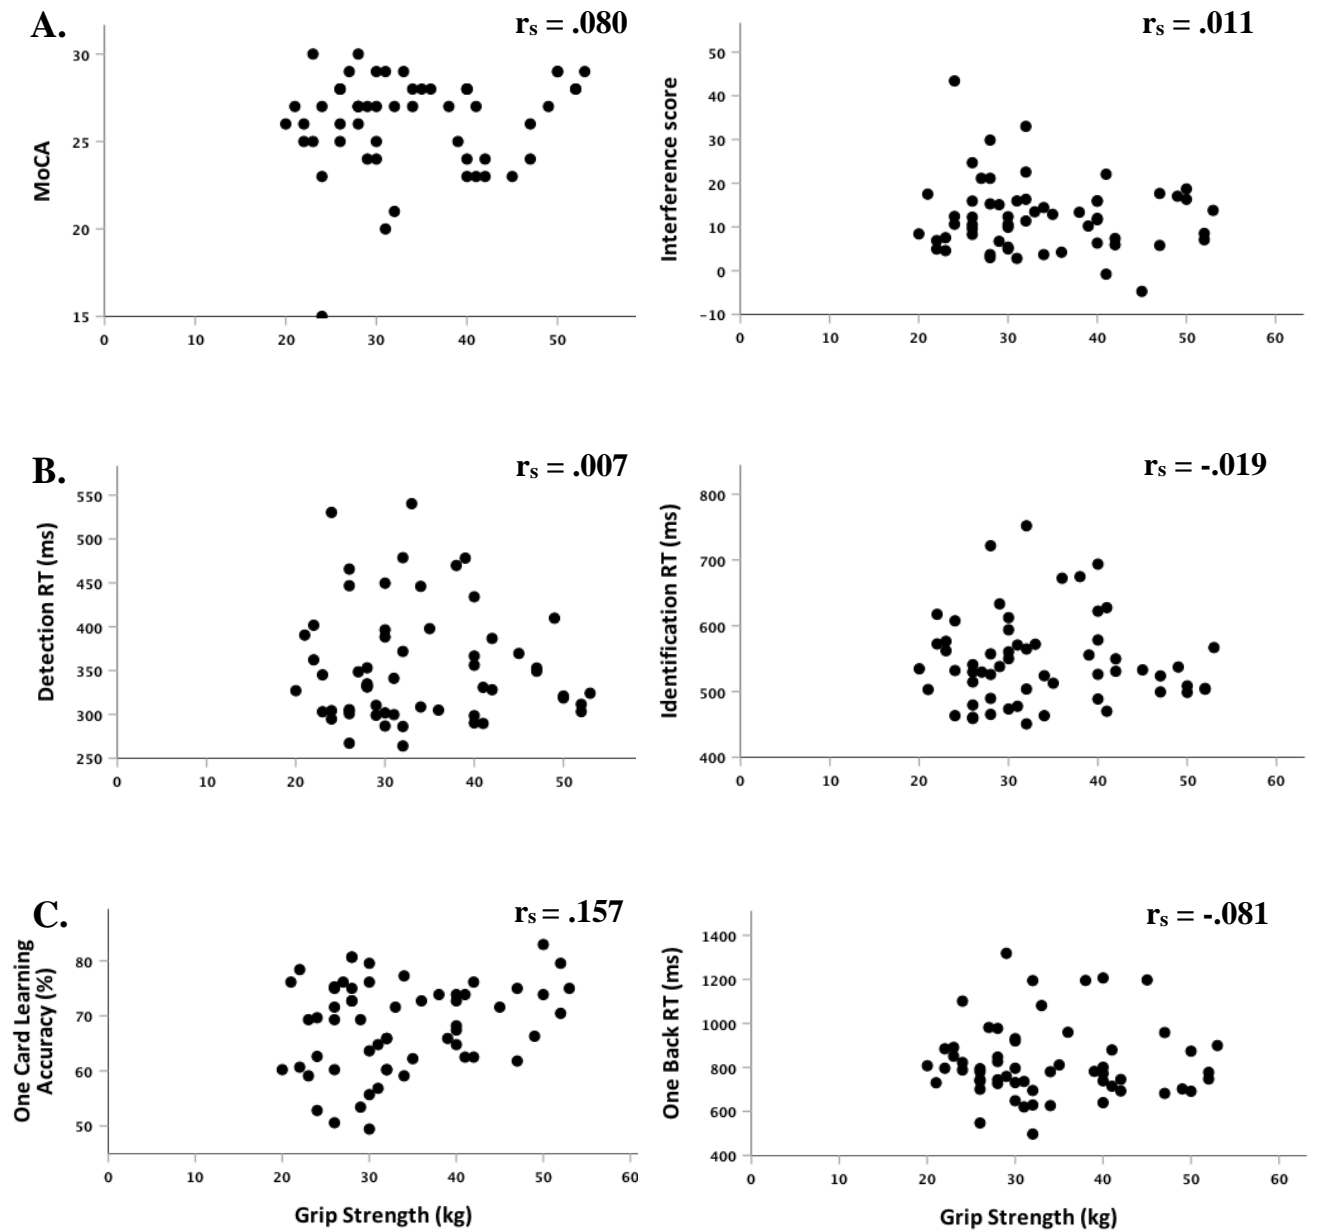 A.
rs = .080
MoCA
30
25
20
15
0 10 20 30 40 50
rs = .011
Interference score
50
40
30
20
10
0
−10
0 10 20 30 40 50 60
B.
rs = .007
Detection RT (ms)
550
500
450
400
350
300
250
0 10 20 30 40 50
rs = -.019
Identification RT (ms)
800
700
600
500
400
0 10 20 30 40 50 60
C.
rs = .157
One Card Learning
Accuracy (%)
80
70
60
50
0 10 20 30 40 50 60
Grip Strength (kg)
rs = -.081
One Back RT (ms)
1400
1200
1000
800
600
400
0 10 20 30 40 50 60
Grip Strength (kg)